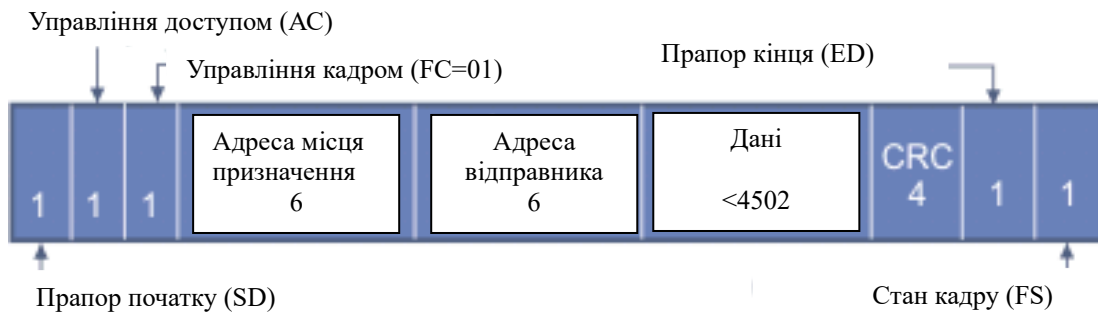 Управління доступом (AC)
Управління кадром (FC=01)
Прапор кінця (ED)
1
1
1
Адреса місця
призначення
6
Адреса
відправника
6
Дані
<4502
CRC
4
1
1
Прапор початку (SD)
Стан кадру (FS)